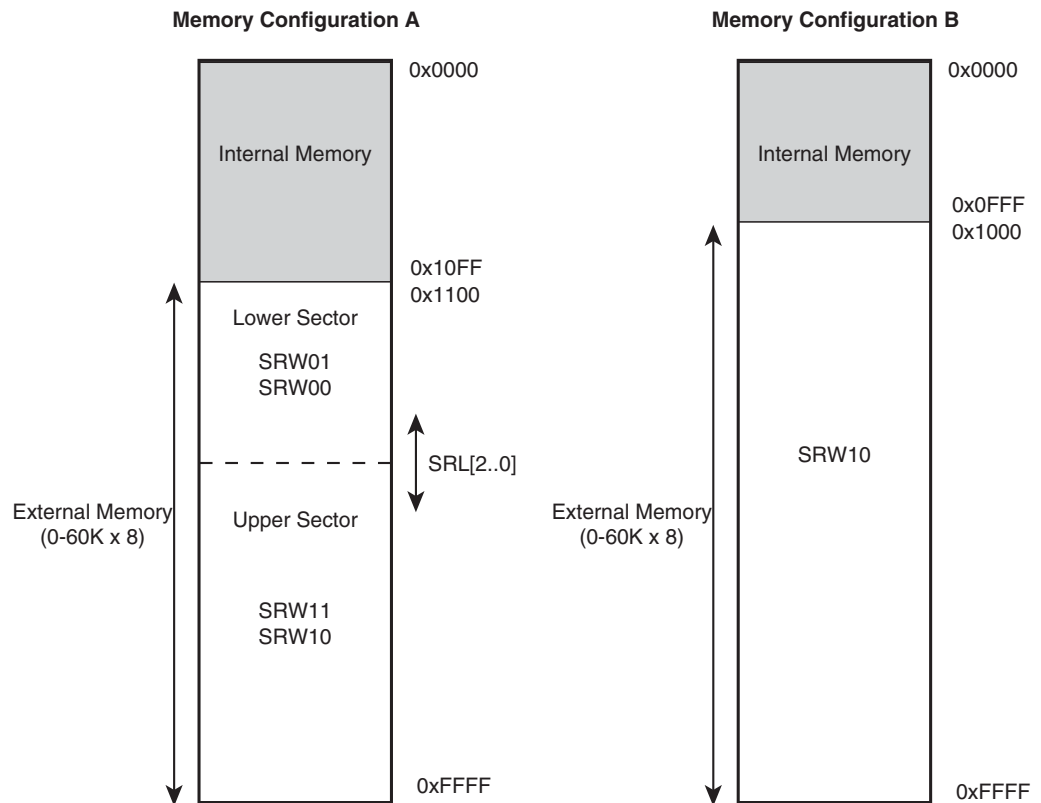 Memory Configuration A
0x0000
Internal Memory
0x10FF
0x1100
Lower Sector
SRW01
SRW00
SRL[2..0]
External Memory
(0-60K x 8)
Upper Sector
SRW11
SRW10
0xFFFF
Memory Configuration B
0x0000
Internal Memory
0x0FFF
0x1000
SRW10
External Memory
(0-60K x 8)
0xFFFF